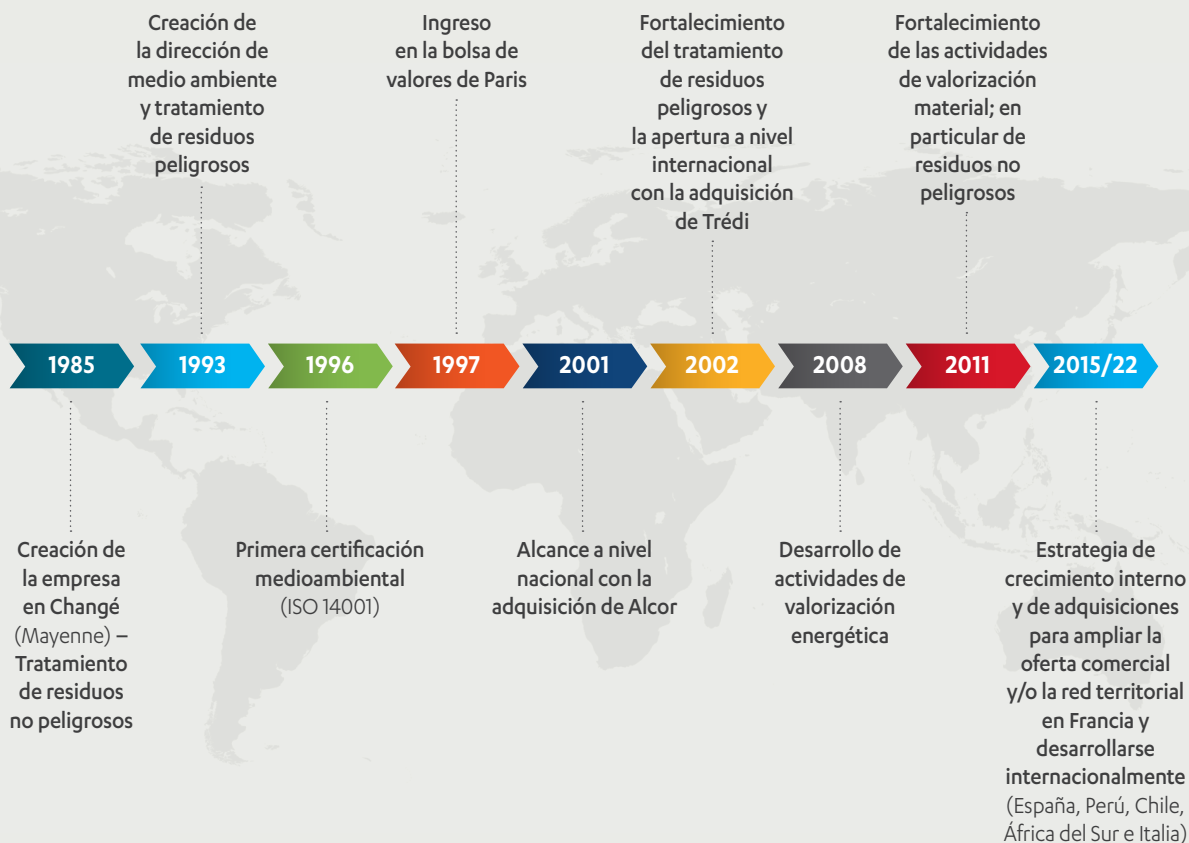 Creación de
la dirección de
medio ambiente
y tratamiento
de residuos
peligrosos
Ingreso
en la bolsa de
valores de Paris
Fortalecimiento
del tratamiento
de residuos
peligrosos y
la apertura a nivel
internacional
con la adquisición
de Trédi
Fortalecimiento
de las actividades
de valorización
material; en
particular de
residuos no
peligrosos
1985
1993
1996
1997
2001
2002
2008
2011
2015/22
Creación de
la empresa
en Changé
(Mayenne) –
Tratamiento
de residuos
no peligrosos
Primera certificación
medioambiental
(ISO 14001)
Alcance a nivel
nacional con la
adquisición de Alcor
Desarrollo de
actividades de
valorización
energética
Estrategia de
crecimiento interno
y de adquisiciones
para ampliar la
oferta comercial
y/o la red territorial
en Francia y
desarrollarse
internacionalmente
(España, Perú, Chile,
África del Sur e Italia)